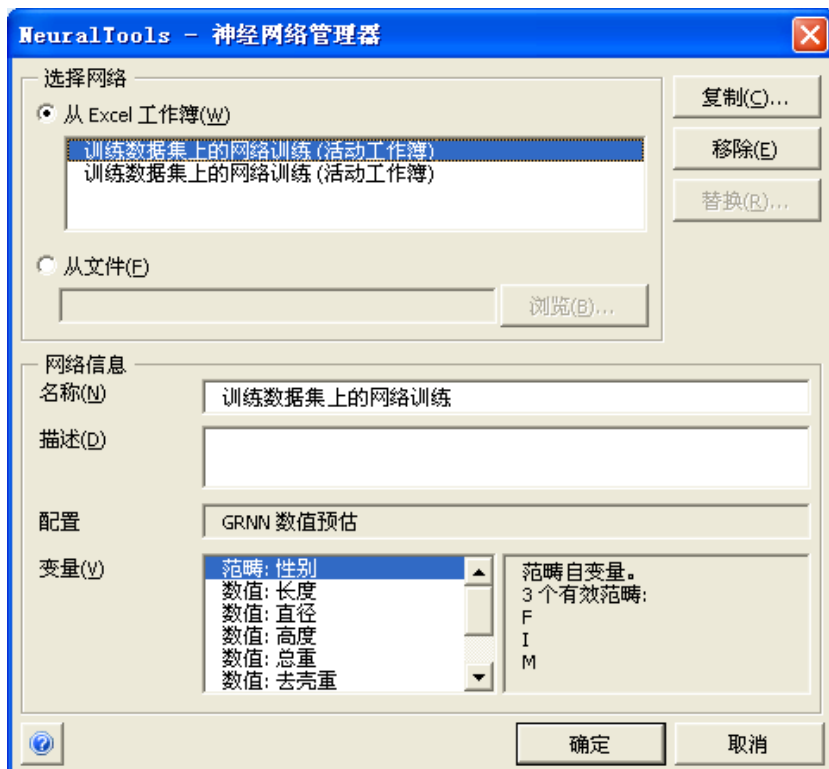 NeuralTools - 神经网络管理器
选择网络
从 Excel 工作簿(W)
训练数据集上的网络训练 (活动工作簿)
训练数据集上的网络训练 (活动工作簿)
从文件(F)
浏览(B)...
复制(C)...
移除(E)
替换(R)...
网络信息
名称(N)
训练数据集上的网络训练
描述(D)
配置
GRNN 数值预估
变量(V)
范畴: 性别
数值: 长度
数值: 直径
数值: 高度
数值: 总重
数值: 去壳重
范畴自变量。
3 个有效范畴:
F
I
M
确定
取消